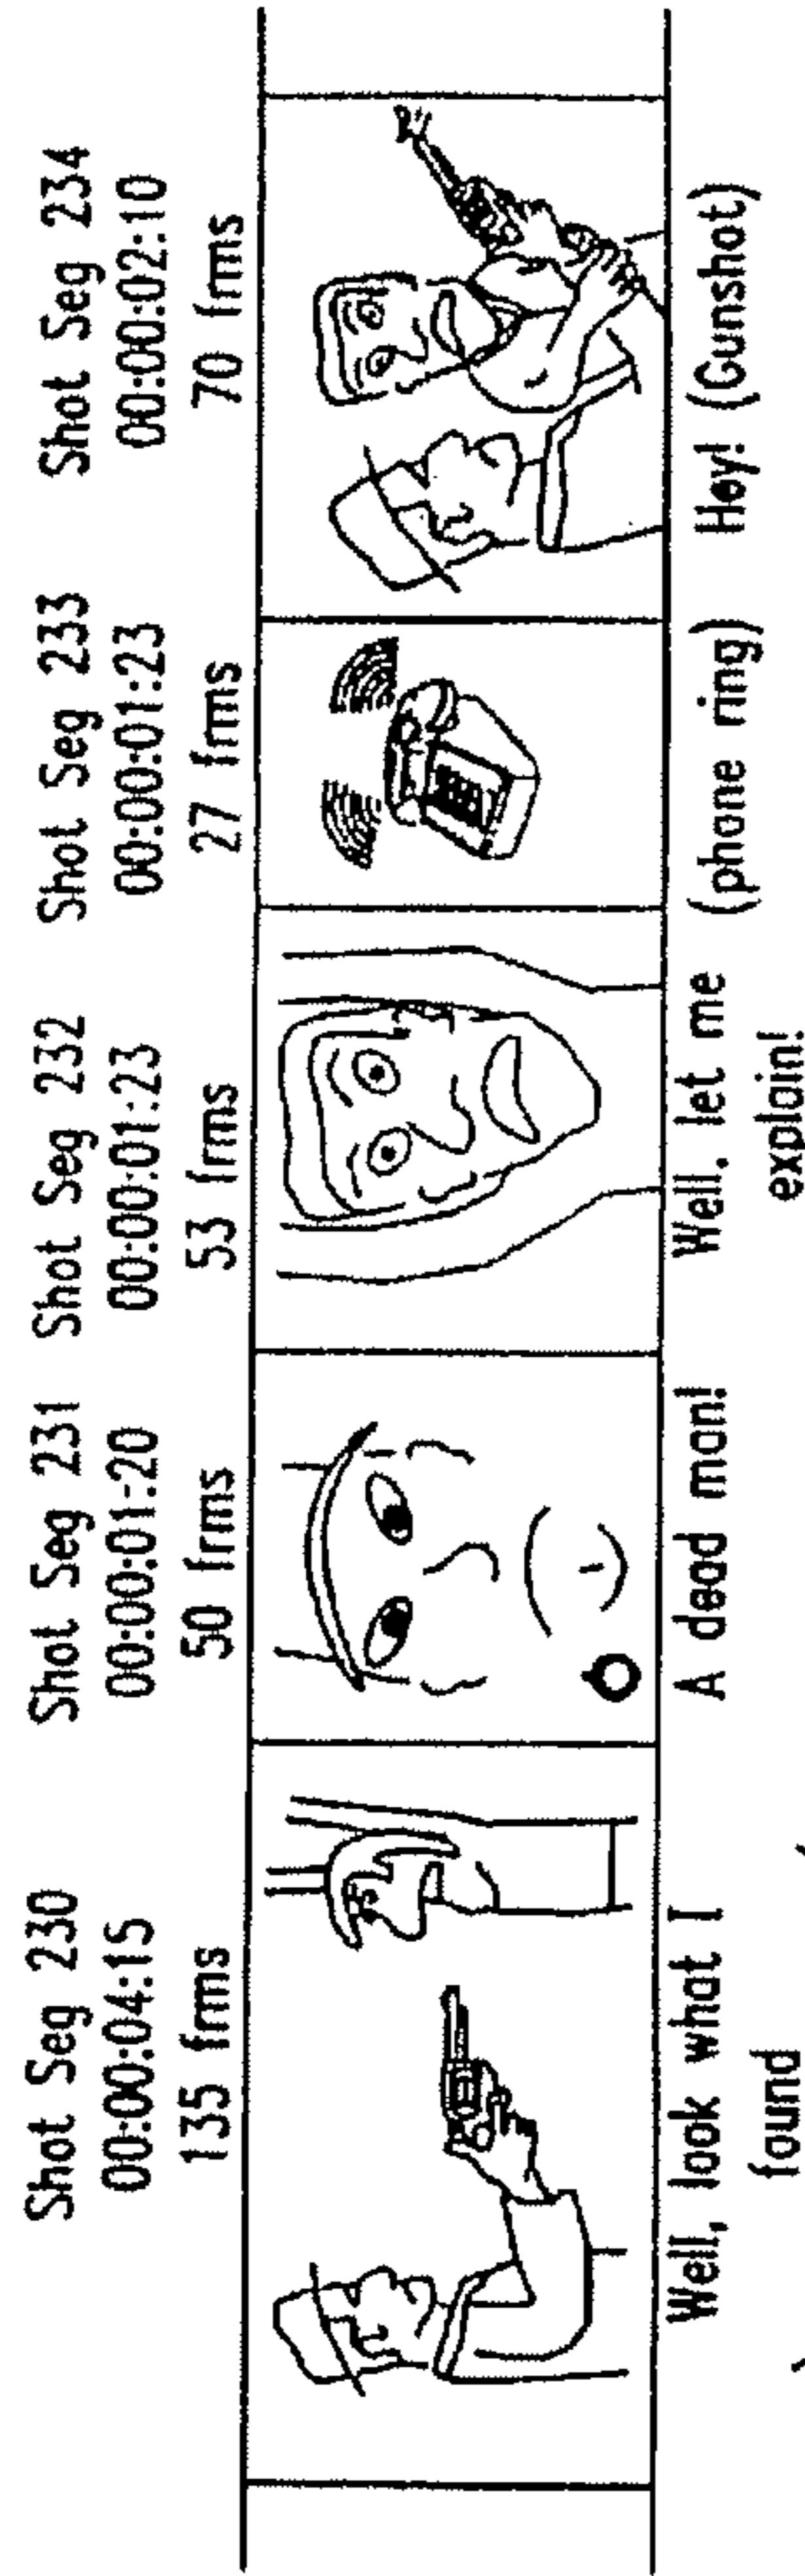 Shot Seg 230
00:00:04:15
135 frms
Well, look what I
found
Shot Seg 231
00:00:01:20
50 frms
A dead man!
Shot Seg 232
00:00:01:23
53 frms
Well, let me
explain!
Shot Seg 233
00:00:01:23
27 frms
(phone ring)
Shot Seg 234
00:00:02:10
70 frms
Hey! (Gunshot)